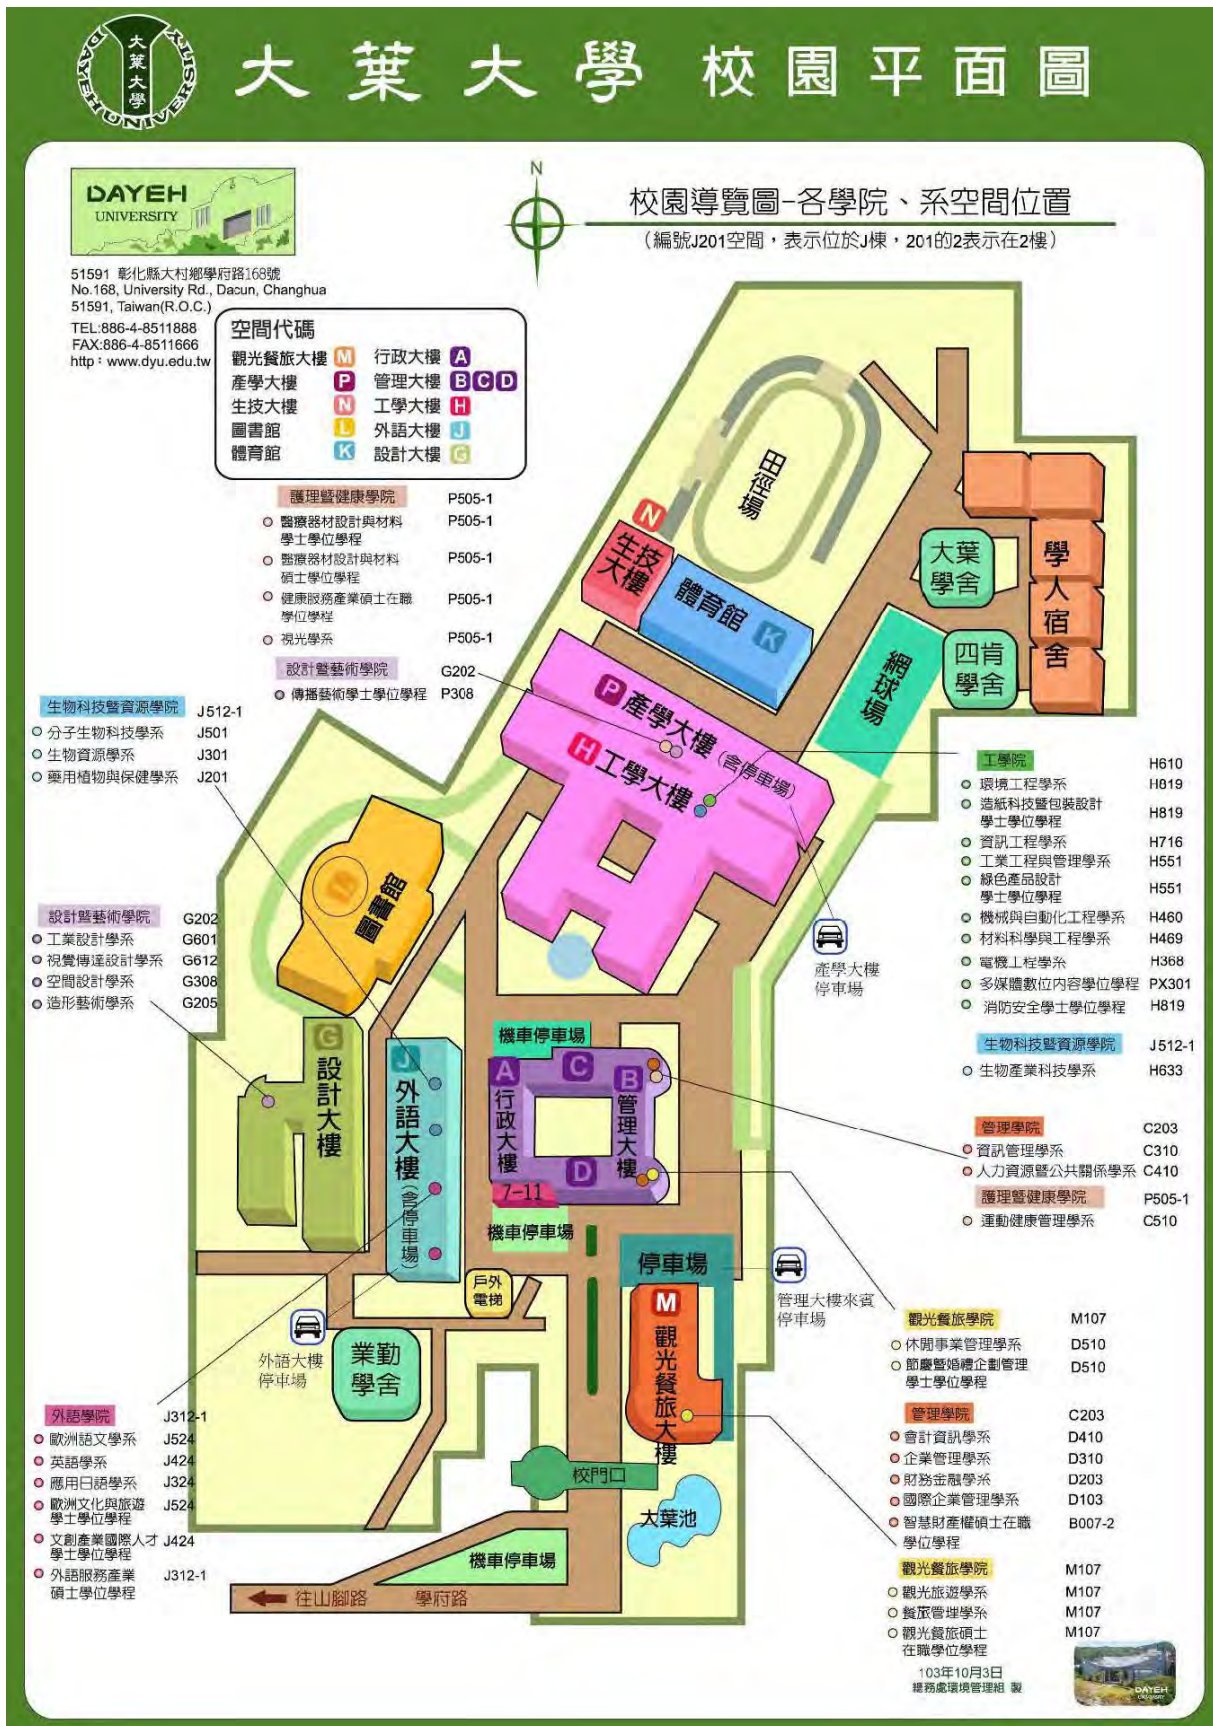 大葉大學 校園平面圖
大葉大學
DAYEH UNIVERSITY
DAYEH
UNIVERSITY
51591 彰化縣大村鄉學府路168號
No.168, University Rd., Dacun, Changhua
51591, Taiwan(R.O.C.)
TEL:886-4-8511888
FAX:886-4-8511666
http：www.dyu.edu.tw
N
校園導覽圖-各學院、系空間位置
(編號J201空間，表示位於J棟，201的2表示在2樓)
空間代碼
觀光餐旅大樓 M 行政大樓 A
產學大樓 P 管理大樓 B C D
生技大樓 N 工學大樓 H
圖書館 L 外語大樓 J
體育館 K 設計大樓 G
護理暨健康學院 P505-1
醫療器材設計與材料 P505-1
學士學位學程
醫療器材設計與材料 P505-1
碩士學位學程
健康服務產業碩士在職 P505-1
學位學程
視光學系 P505-1
設計暨藝術學院 G202
傳播藝術學士學位學程 P308
生物科技暨資源學院 J512-1
分子生物科技學系 J501
生物資源學系 J301
藥用植物與保健學系 J201
設計暨藝術學院 G202
工業設計學系 G601
視覺傳達設計學系 G612
空間設計學系 G308
造形藝術學系 G205
外語學院 J312-1
歐洲語文學系 J524
英語學系 J424
應用日語學系 J324
歐洲文化與旅遊 J524
學士學位學程
文創產業國際人才 J424
學士學位學程
外語服務產業 J312-1
碩士學位學程
田徑場
N
生技大樓
體育館 K
大葉學舍
學人宿舍
四肯學舍
網球場
P 產學大樓 (含停車場)
H 工學大樓
產學大樓
停車場
圖書館
G
設計大樓
J
外語大樓 (含停車場)
機車停車場
A 行政大樓
C
B 管理大樓
D
7-11
機車停車場
停車場
管理大樓來賓
停車場
戶外
電梯
M
觀光餐旅大樓
外語大樓
停車場
業勤
學舍
校門口
大葉池
機車停車場
往山腳路 學府路
工學院 H610
環境工程學系 H819
造紙科技暨包裝設計 H819
學士學位學程
資訊工程學系 H716
工業工程與管理學系 H551
綠色產品設計 H551
學士學位學程
機械與自動化工程學系 H460
材料科學與工程學系 H469
電機工程學系 H368
多媒體數位內容學位學程 PX301
消防安全學士學位學程 H819
生物科技暨資源學院 J512-1
生物產業科技學系 H633
管理學院 C203
資訊管理學系 C310
人力資源暨公共關係學系 C410
護理暨健康學院 P505-1
運動健康管理學系 C510
觀光餐旅學院 M107
休閒事業管理學系 D510
節慶暨婚禮企劃管理 D510
學士學位學程
管理學院 C203
會計資訊學系 D410
企業管理學系 D310
財務金融學系 D203
國際企業管理學系 D103
智慧財產權碩士在職 B007-2
學位學程
觀光餐旅學院 M107
觀光旅遊學系 M107
餐旅管理學系 M107
觀光餐旅碩士 M107
在職學位學程
103年10月3日
總務處環境管理組 製
DAYEH
UNIVERSITY